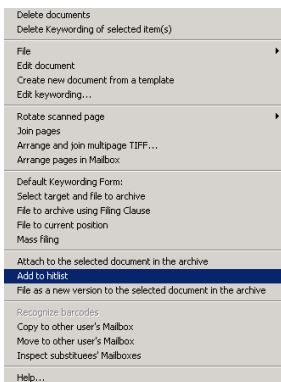 Delete documents
Delete Keywording of selected item(s)
File
Edit document
Create new document from a template
Edit keywording...
Rotate scanned page
Join pages
Arrange and join multipage TIFF...
Arrange pages in Mailbox
Default Keywording Form:
Select target and file to archive
File to archive using Filing Clause
File to current position
Mass filing
Attach to the selected document in the archive
Add to hitlist
File as a new version to the selected document in the archive
Recognize barcodes
Copy to other user's Mailbox
Move to other user's Mailbox
Inspect substituees' Mailboxes
Help...